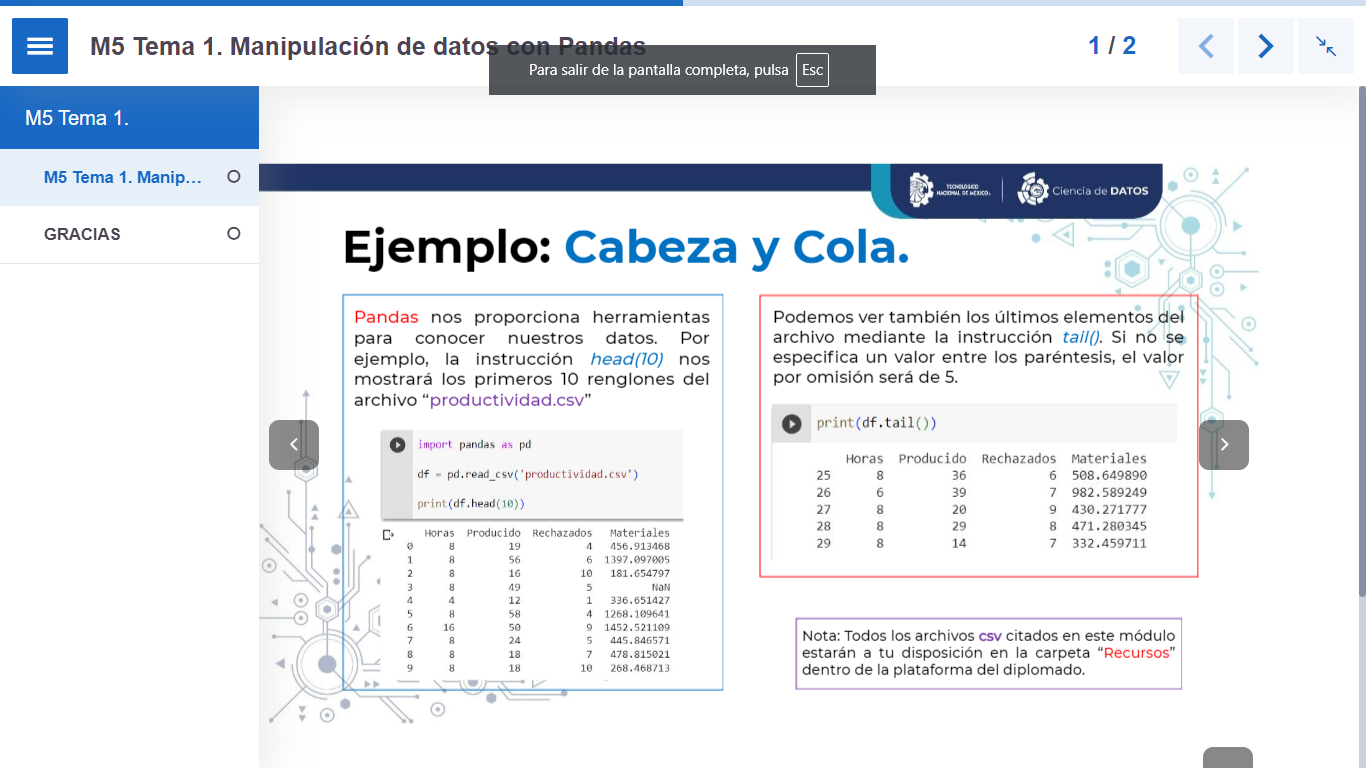 M5 Tema 1. Manipulación de datos con Pandas
1 / 2
Para salir de la pantalla completa, pulsa Esc
M5 Tema 1.
M5 Tema 1. Manip...
GRACIAS
TECNOLÓGICO
NACIONAL DE MÉXICO
Ciencia de DATOS
Ejemplo: Cabeza y Cola.
Pandas nos proporciona herramientas
para conocer nuestros datos. Por
ejemplo, la instrucción head(10) nos
mostrará los primeros 10 renglones del
archivo “productividad.csv”
import pandas as pd
df = pd.read_csv('productividad.csv')
print(df.head(10))
Horas Producido Rechazados Materiales
0 8 19 4 456.913468
1 8 56 6 1397.097005
2 8 16 10 181.654797
3 8 49 5 NaN
4 4 12 1 336.651427
5 8 58 4 1268.109641
6 16 50 9 1452.521109
7 8 24 5 445.846571
8 8 18 7 478.815021
9 8 18 10 268.468713
Podemos ver también los últimos elementos del
archivo mediante la instrucción tail(). Si no se
especifica un valor entre los paréntesis, el valor
por omisión será de 5.
print(df.tail())
Horas Producido Rechazados Materiales
25 8 36 6 508.649890
26 6 39 7 982.589249
27 8 20 9 430.271777
28 8 29 8 471.280345
29 8 14 7 332.459711
Nota: Todos los archivos csv citados en este módulo
estarán a tu disposición en la carpeta “Recursos”
dentro de la plataforma del diplomado.